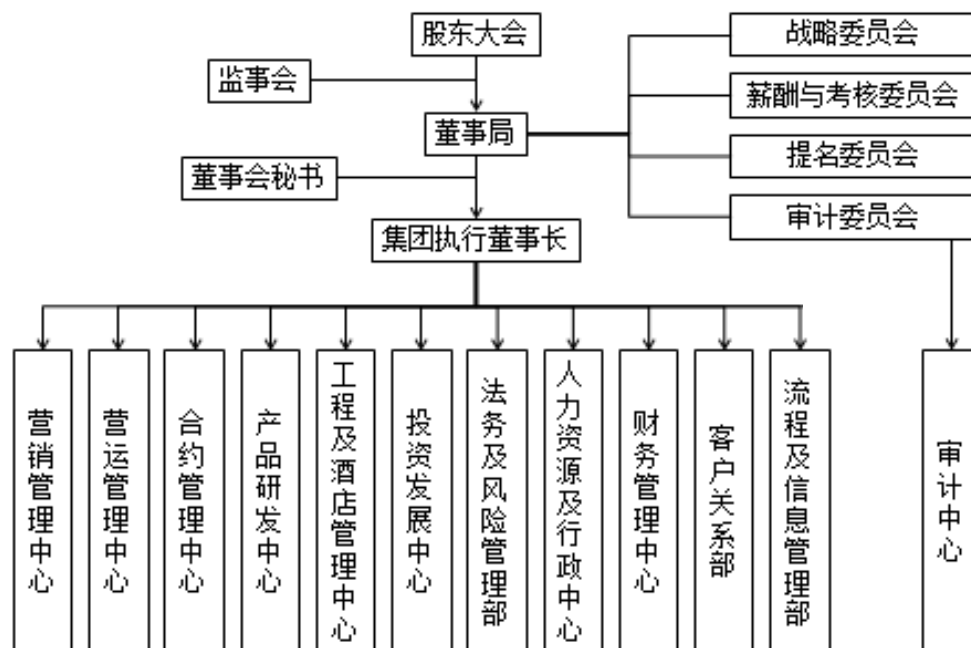 股东大会
战略委员会
监事会
薪酬与考核委员会
董事局
提名委员会
董事会秘书
审计委员会
集团执行董事长
营销管理中心
营运管理中心
合约管理中心
产品研发中心
工程及酒店管理中心
投资发展中心
法务及风险管理部
人力资源及行政中心
财务管理中心
客户关系部
流程及信息管理部
审计中心